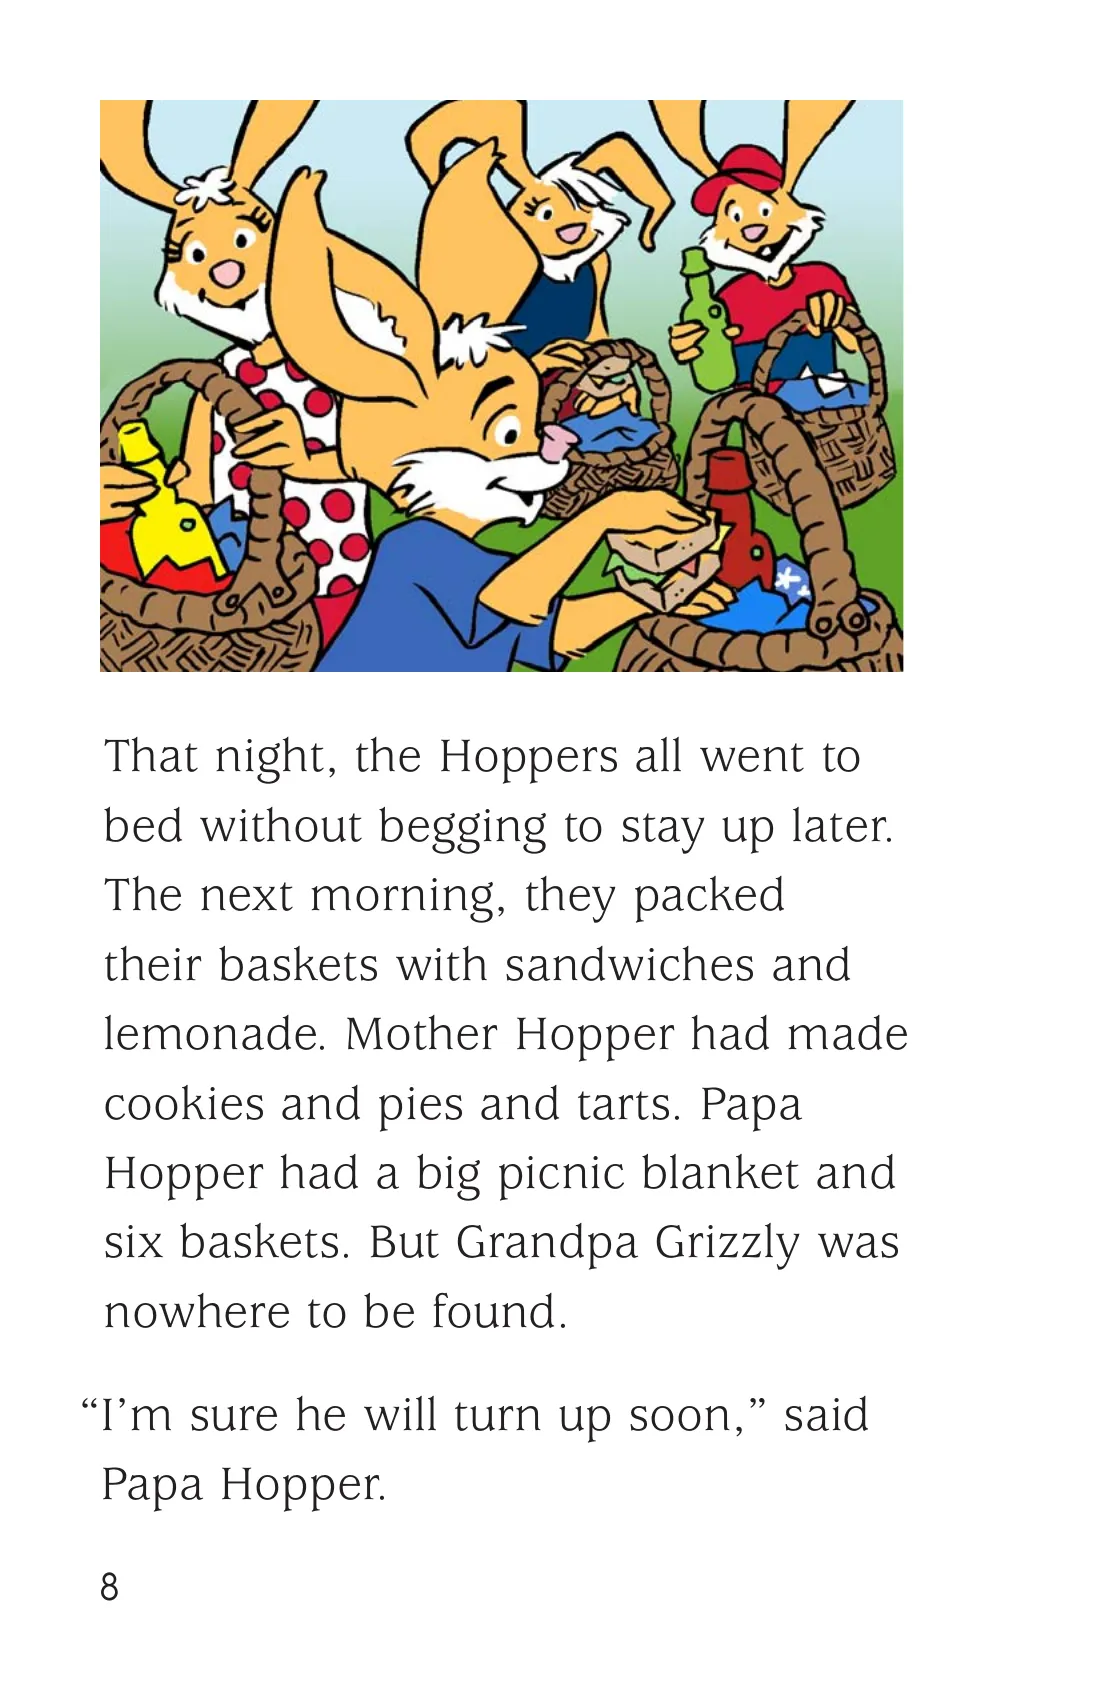 That night, the Hoppers all went to
bed without begging to stay up later.
The next morning, they packed
their baskets with sandwiches and
lemonade. Mother Hopper had made
cookies and pies and tarts. Papa
Hopper had a big picnic blanket and
six baskets. But Grandpa Grizzly was
nowhere to be found.
“I’m sure he will turn up soon,” said
Papa Hopper.
8